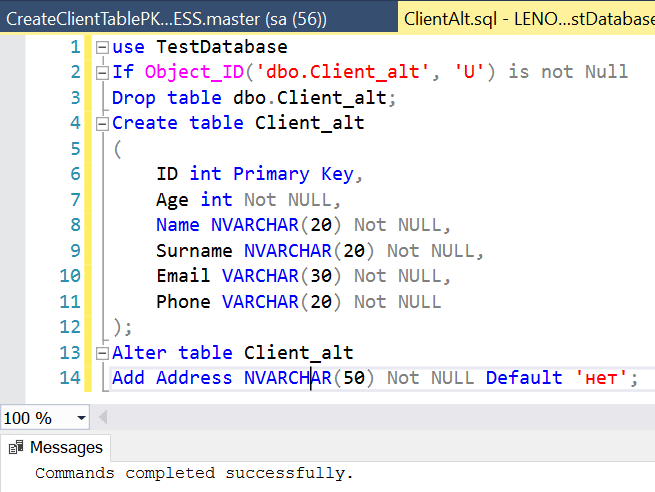 CreateClientTablePK...ESS.master (sa (56))
ClientAlt.sql - LENO...stDatabase
1 use TestDatabase
2 If Object_ID('dbo.Client_alt', 'U') is not Null
3 Drop table dbo.Client_alt;
4 Create table Client_alt
5 (
6 ID int Primary Key,
7 Age int Not NULL,
8 Name NVARCHAR(20) Not NULL,
9 Surname NVARCHAR(20) Not NULL,
10 Email VARCHAR(30) Not NULL,
11 Phone VARCHAR(20) Not NULL
12 );
13 Alter table Client_alt
14 Add Address NVARCHAR(50) Not NULL Default 'нет';
100 %
Messages
Commands completed successfully.